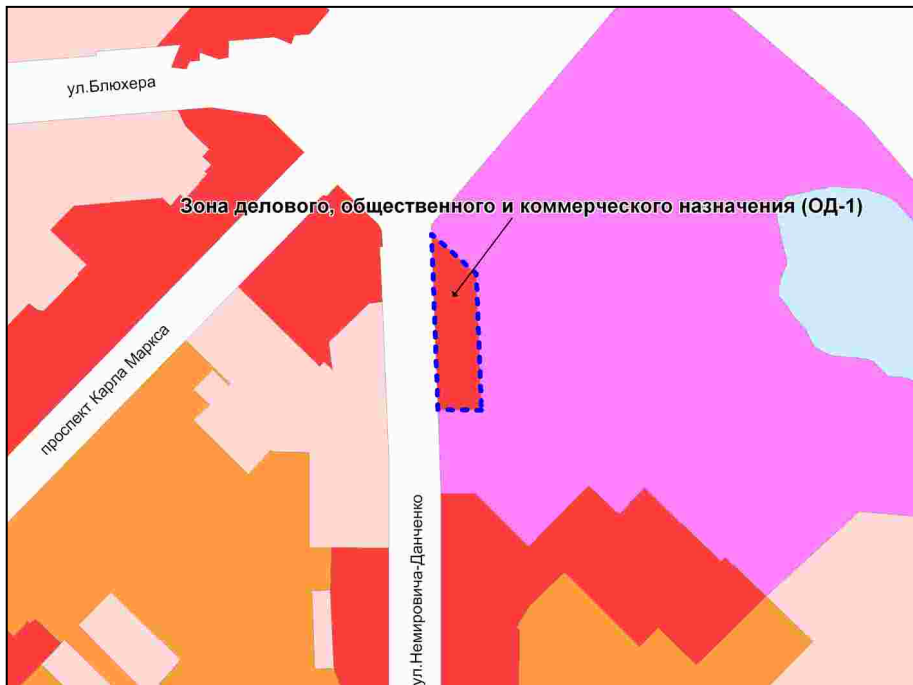 ул.Блюхера
Зона делового, общественного и коммерческого назначения (ОД-1)
проспект Карла Маркса
ул.Немировича-Данченко